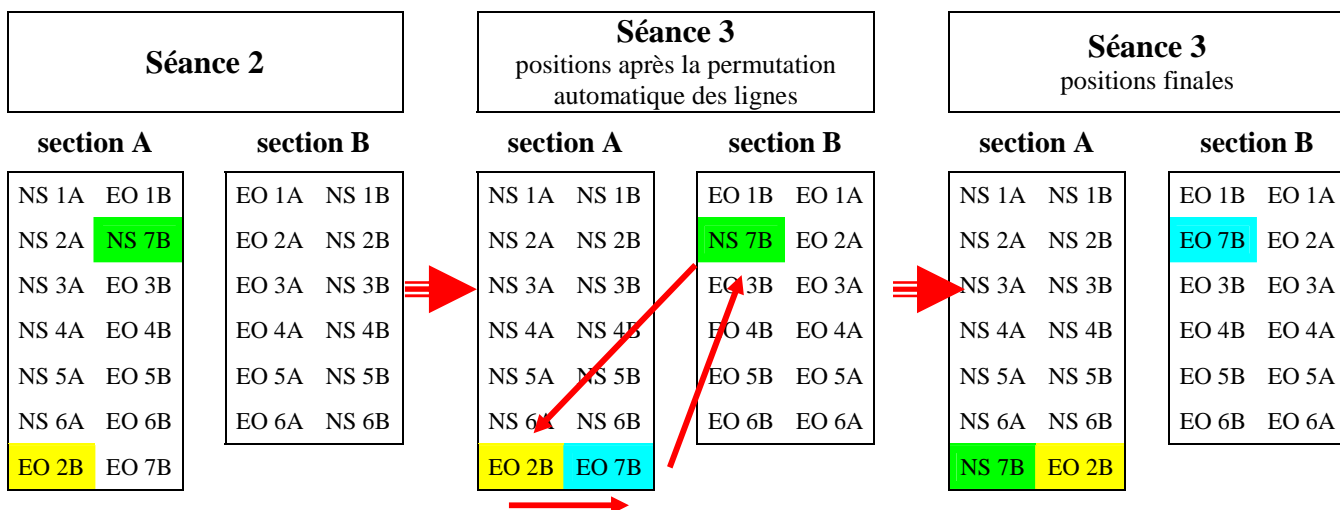 Séance 2
Séance 3
positions après la permutation
automatique des lignes
Séance 3
positions finales
section A section B section A section B section A section B
NS 1A EO 1B EO 1A NS 1B NS 1A NS 1B EO 1B EO 1A NS 1A NS 1B EO 1B EO 1A
NS 2A NS 7B EO 2A NS 2B NS 2A NS 2B NS 7B EO 2A NS 2A NS 2B EO 7B EO 2A
NS 3A EO 3B EO 3A NS 3B NS 3A NS 3B EO 3B EO 3A NS 3A NS 3B EO 3B EO 3A
NS 4A EO 4B EO 4A NS 4B NS 4A NS 4B EO 4B EO 4A NS 4A NS 4B EO 4B EO 4A
NS 5A EO 5B EO 5A NS 5B NS 5A NS 5B EO 5B EO 5A NS 5A NS 5B EO 5B EO 5A
NS 6A EO 6B EO 6A NS 6B NS 6A NS 6B EO 6B EO 6A NS 6A NS 6B EO 6B EO 6A
EO 2B EO 7B EO 2B EO 7B NS 7B EO 2B